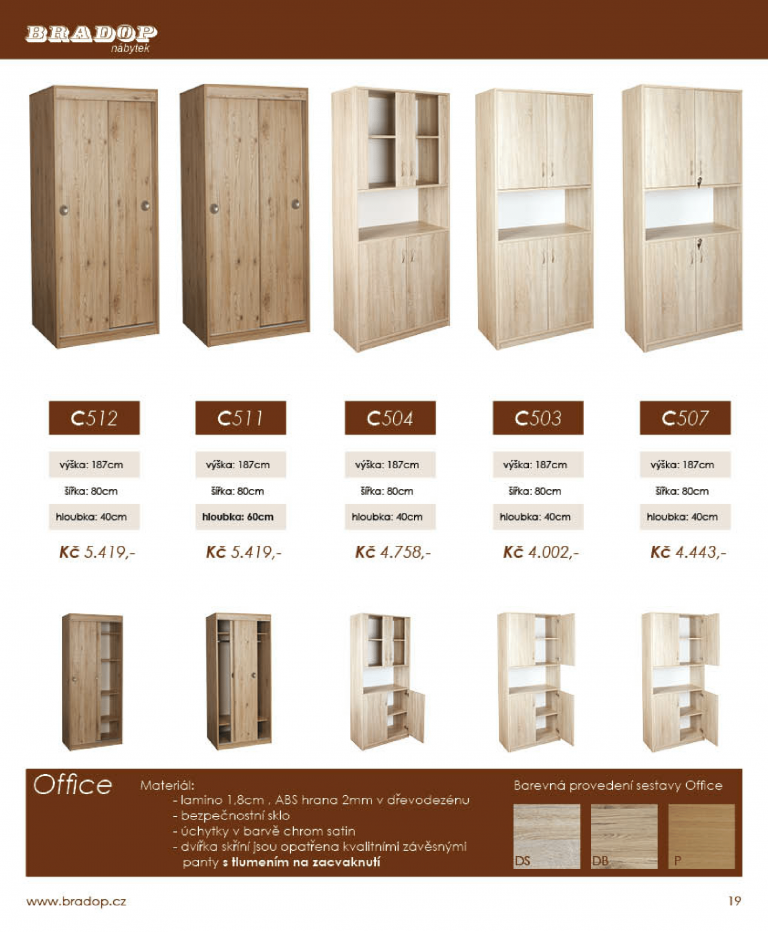 BRADOP
nábytek
C512
C511
C504
C503
C507
výška: 187cm
výška: 187cm
výška: 187cm
výška: 187cm
výška: 187cm
šířka: 80cm
šířka: 80cm
šířka: 80cm
šířka: 80cm
šířka: 80cm
hloubka: 40cm
hloubka: 60cm
hloubka: 40cm
hloubka: 40cm
hloubka: 40cm
Kč 5.419,-
Kč 5.419,-
Kč 4.758,-
Kč 4.002,-
Kč 4.443,-
Office
Materiál:
- lamino 1,8cm , ABS hrana 2mm v dřevodezénu
- bezpečnostní sklo
- úchytky v barvě chrom satin
- dvířka skříní jsou opatřena kvalitními závěsnými
panty s tlumením na zacvaknutí
Barevná provedení sestavy Office
DS
DB
P
www.bradop.cz
19